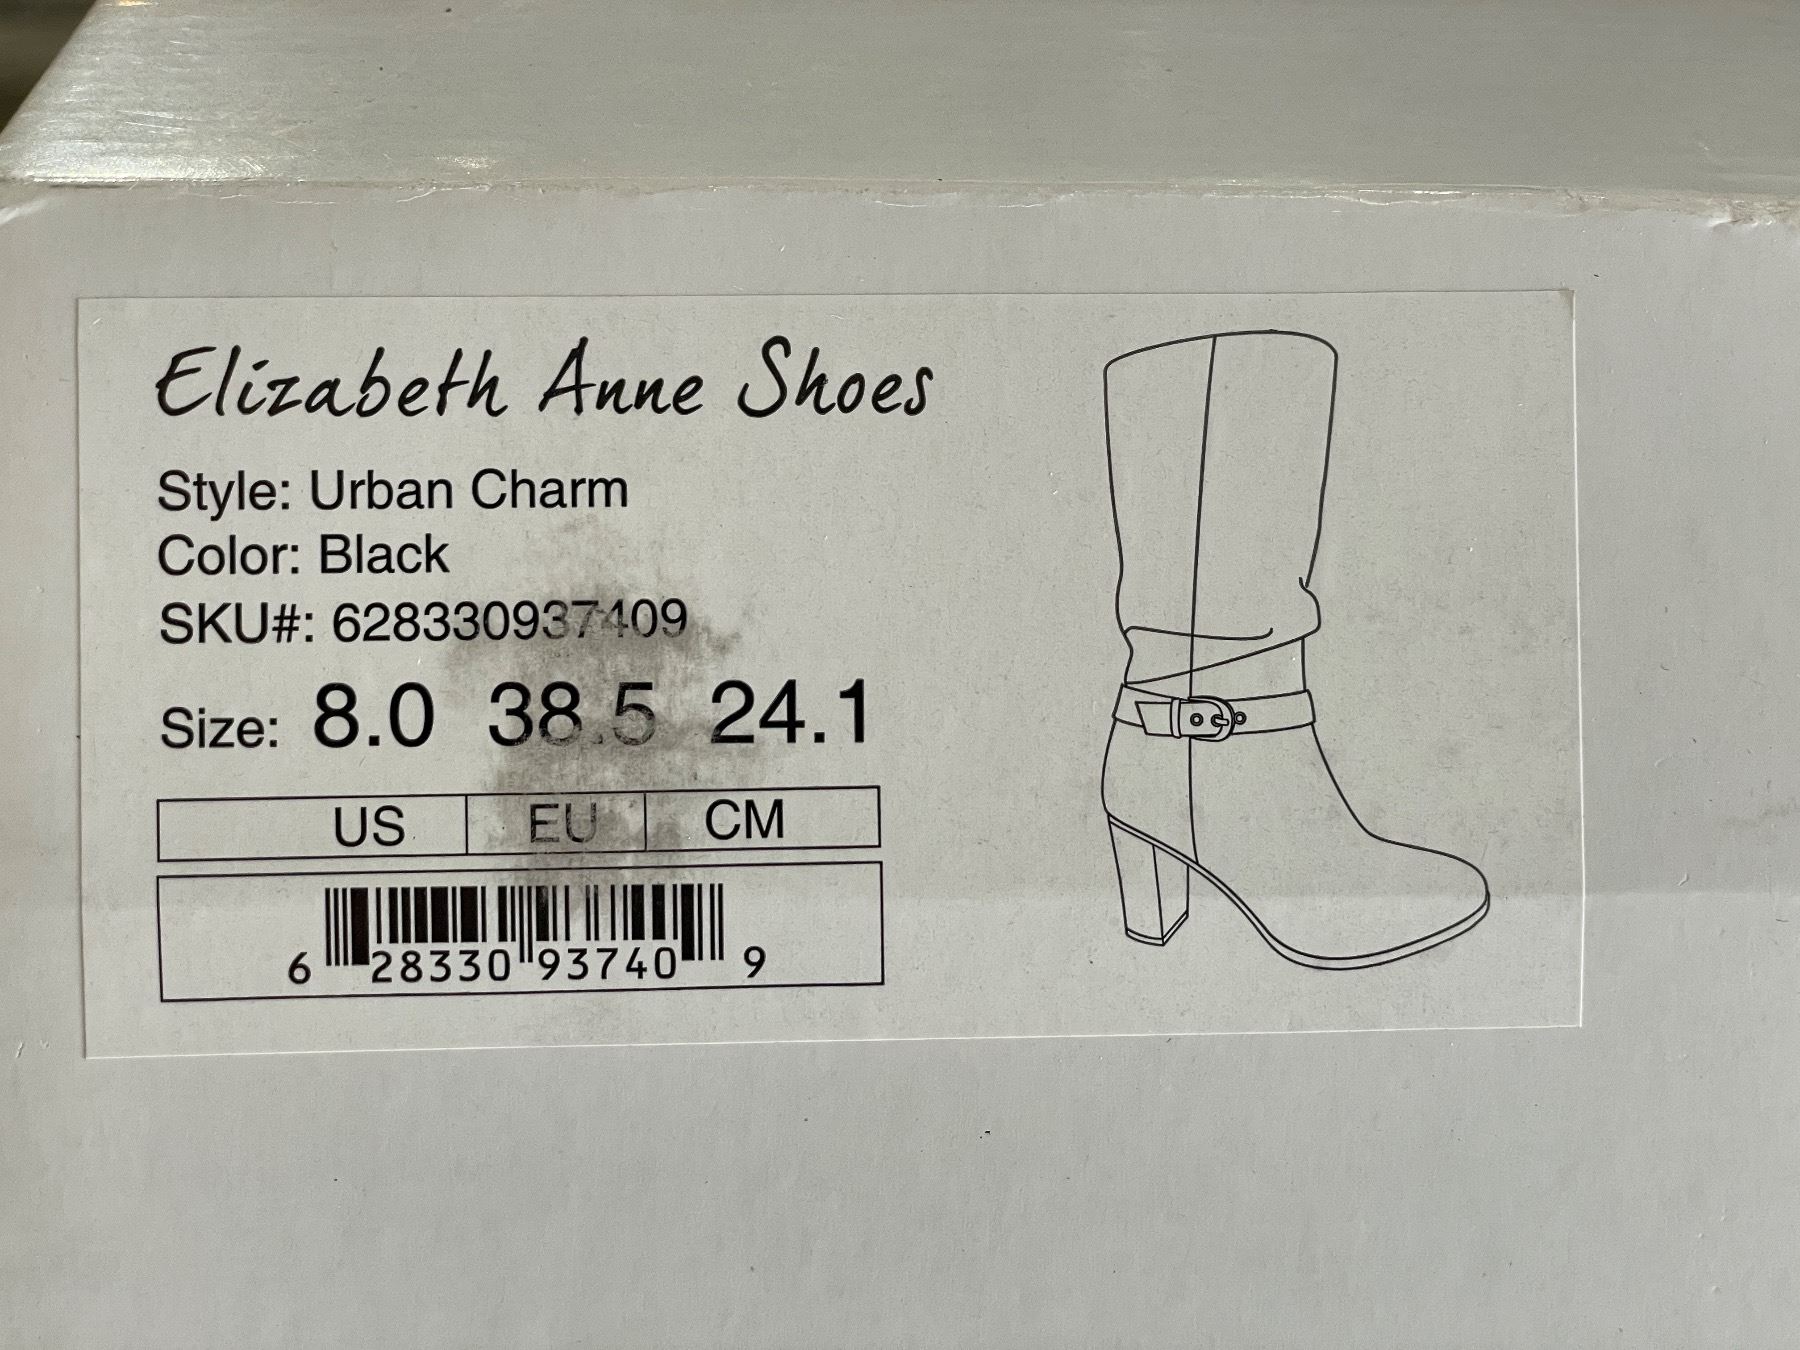 Elizabeth Anne Shoes
Style: Urban Charm
Color: Black
SKU#: 628330937409
Size: 8.0 38.5 24.1
US EU CM
6 28330 93740 9